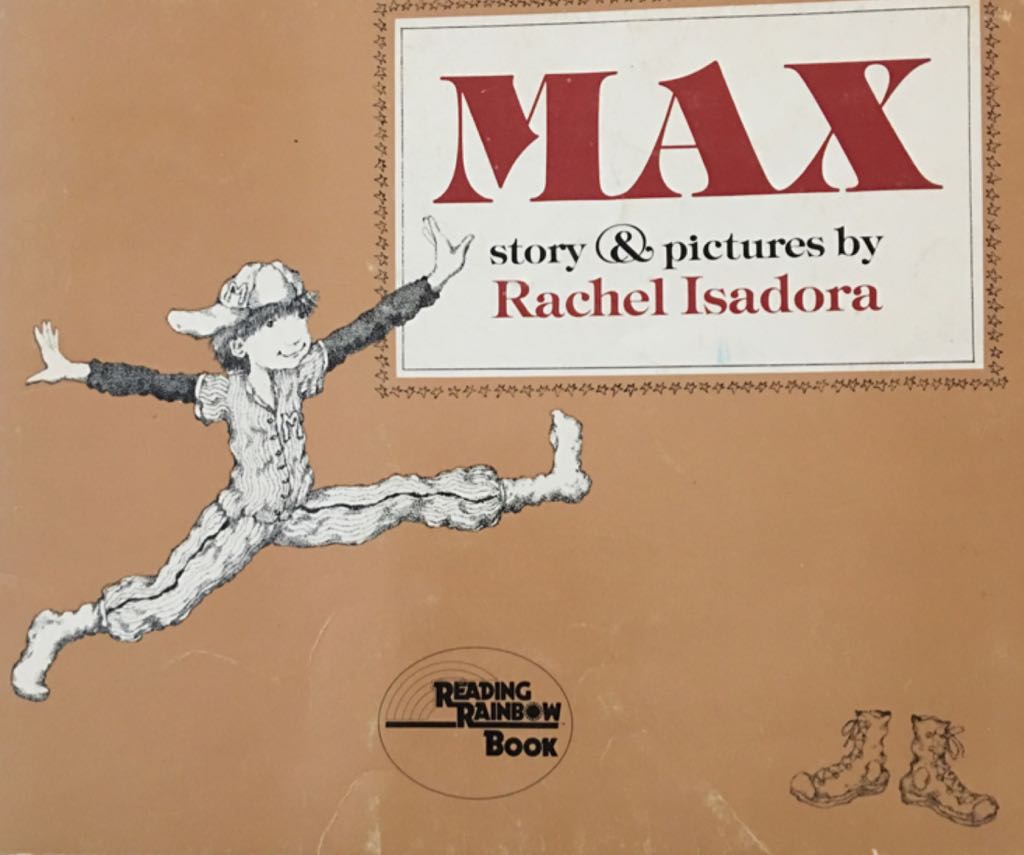 MAX
story & pictures by
Rachel Isadora
M
M
READING
RAINBOW
BOOK